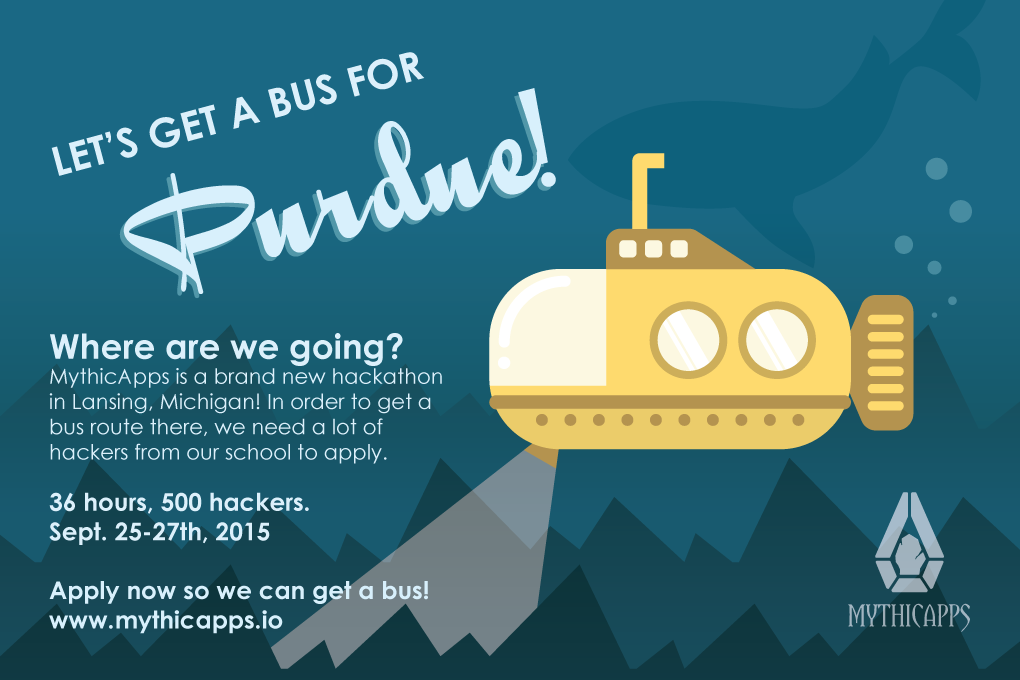 LET'S GET A BUS FOR
Purdue!
Where are we going?
MythicApps is a brand new hackathon
in Lansing, Michigan! In order to get a
bus route there, we need a lot of
hackers from our school to apply.
36 hours, 500 hackers.
Sept. 25-27th, 2015
Apply now so we can get a bus!
www.mythicapps.io
MYTHICAPPS